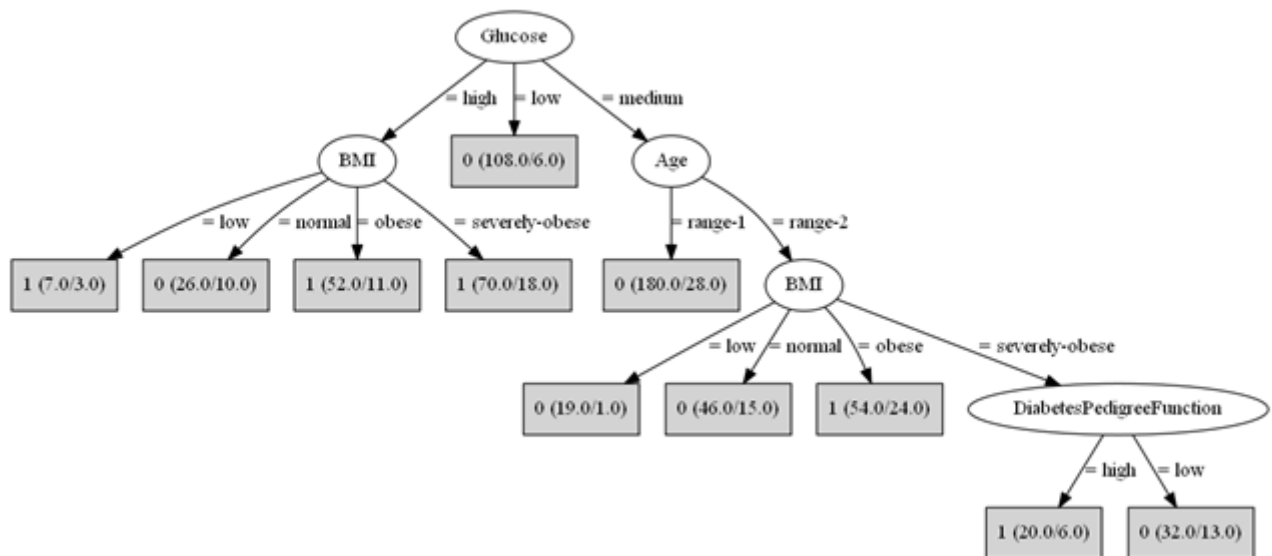 Glucose
= high
= low
= medium
BMI
0 (108.0/6.0)
Age
= low
= normal
= obese
= severely-obese
= range-1
= range-2
1 (7.0/3.0)
0 (26.0/10.0)
1 (52.0/11.0)
1 (70.0/18.0)
0 (180.0/28.0)
BMI
= low
= normal
= obese
= severely-obese
0 (19.0/1.0)
0 (46.0/15.0)
1 (54.0/24.0)
DiabetesPedigreeFunction
= high
= low
1 (20.0/6.0)
0 (32.0/13.0)